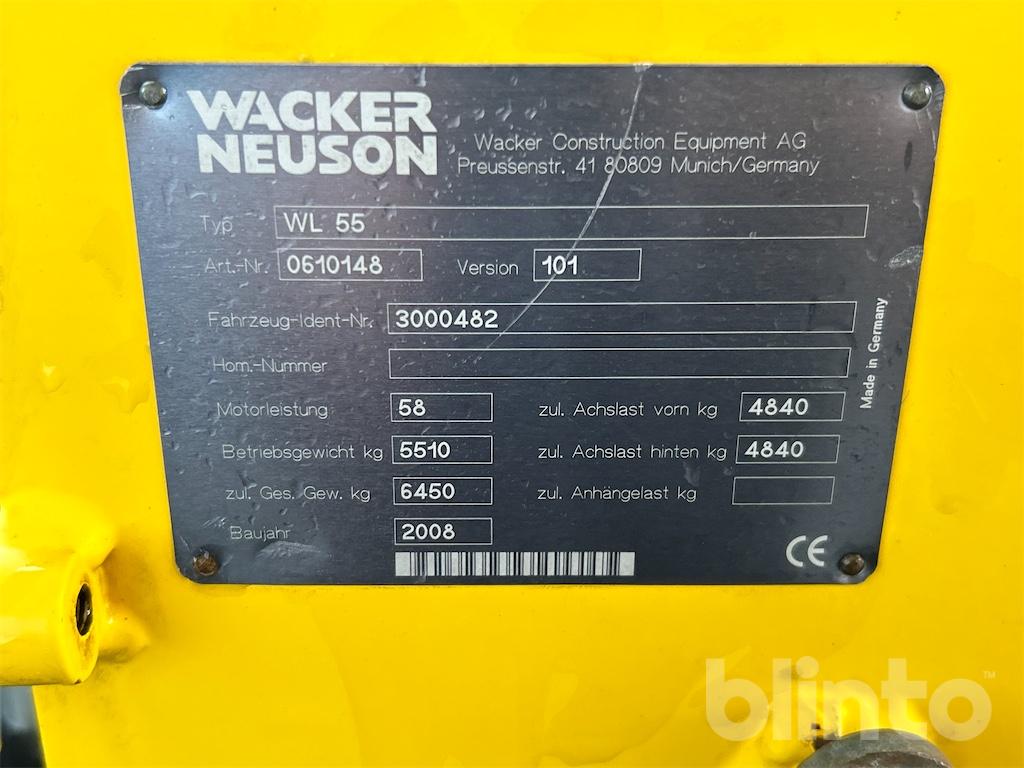 WACKER
NEUSON
Wacker Construction Equipment AG
Preussenstr. 41 80809 Munich/Germany
Typ WL 55
Art.-Nr. 0610148 Version 101
Fahrzeug-Ident-Nr. 3000482
Hom.-Nummer
Made in Germany
Motorleistung 58 zul. Achslast vorn kg 4840
Betriebsgewicht kg 5510 zul. Achslast hinten kg 4840
zul. Ges. Gew. kg 6450 zul. Anhängelast kg
Baujahr 2008
CE
blinto™